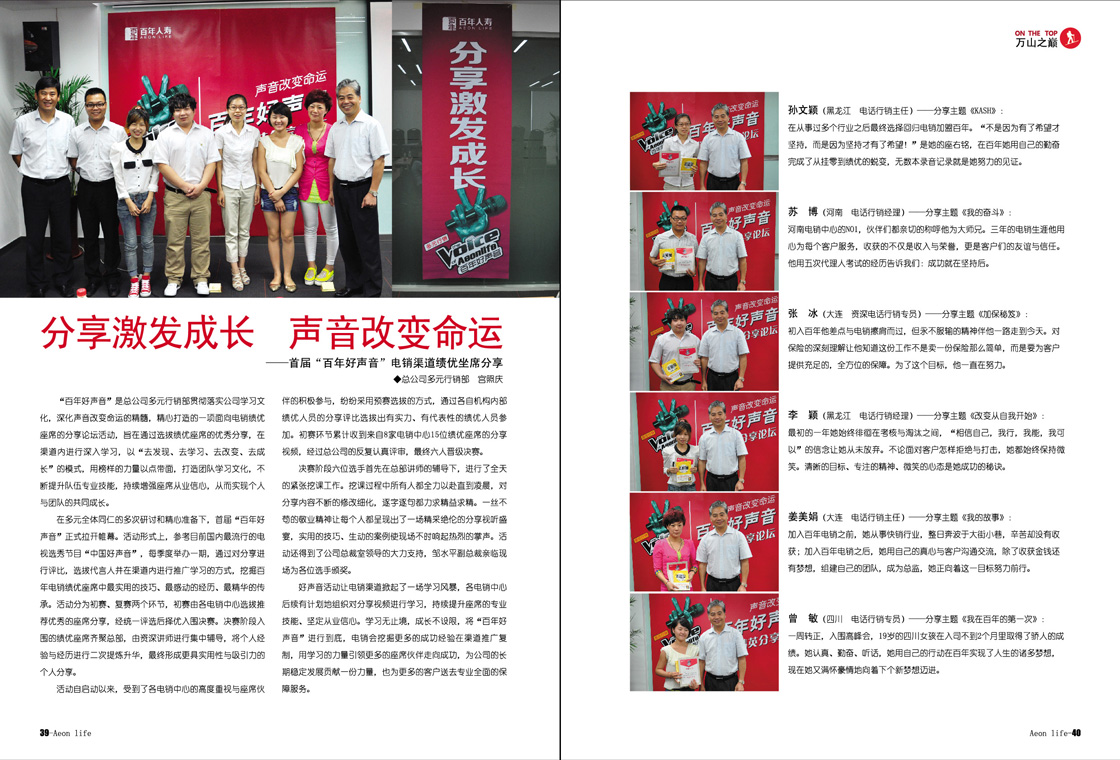 百年人寿
AEON LIFE
声音改变命运
百年好声音
百年人寿
AEON LIFE
分享激发成长
Voice
of Aeonlife
百年好声音
分享激发成长 声音改变命运
——首届“百年好声音”电销渠道绩优坐席分享
◆总公司多元行销部 宫照庆
“百年好声音”是总公司多元行销部贯彻落实公司学习文
化，深化声音改变命运的精髓，精心打造的一项面向电销绩优
座席的分享论坛活动，旨在通过选拔绩优座席的优秀分享，在
渠道内进行深入学习，以“去发现、去学习、去改变、去成
长”的模式，用榜样的力量以点带面，打造团队学习文化，不
断提升队伍专业技能，持续增强座席从业信心，从而实现个人
与团队的共同成长。
在多元全体同仁的多次研讨和精心准备下，首届“百年好
声音”正式拉开帷幕。活动形式上，参考目前国内最流行的电
视选秀节目“中国好声音”，每季度举办一期，通过对分享进
行评比，选拔代言人并在渠道内进行推广学习的方式，挖掘百
年电销绩优座席中最实用的技巧、最感动的经历、最精华的传
承。活动分为初赛、复赛两个环节，初赛由各电销中心选拔推
荐优秀的座席分享，经统一评选后择优入围决赛。决赛阶段入
围的绩优座席齐聚总部，由资深讲师进行集中辅导，将个人经
验与经历进行二次提炼升华，最终形成更具实用性与吸引力的
个人分享。
活动自启动以来，受到了各电销中心的高度重视与座席伙
伴的积极参与，纷纷采用预赛选拔的方式，通过各自机构内部
绩优人员的分享评比选拔出有实力、有代表性的绩优人员参
加。初赛环节累计收到来自8家电销中心15位绩优座席的分享
视频，经过总公司的反复认真评审，最终六人晋级决赛。
决赛阶段六位选手首先在总部讲师的辅导下，进行了全天
的紧张挖课工作。挖课过程中所有人都全力以赴直到凌晨，对
分享内容不断的修改细化，逐字逐句都力求精益求精。一丝不
苟的敬业精神让每个人都呈现出了一场精采绝伦的分享视听盛
宴，实用的技巧、生动的案例使现场不时响起热烈的掌声。活
动还得到了公司总裁室领导的大力支持，邹水平副总裁亲临现
场为各位选手颁奖。
好声音活动让电销渠道掀起了一场学习风暴，各电销中心
后续有计划地组织对分享视频进行学习，持续提升座席的专业
技能、坚定从业信心。学习无止境，成长不设限，将“百年好
声音”进行到底，电销会挖掘更多的成功经验在渠道推广复
制，用学习的力量引领更多的座席伙伴走向成功，为公司的长
期稳定发展贡献一份力量，也为更多的客户送去专业全面的保
障服务。
39-Aeon life
ON THE TOP
万山之巅
孙文颖（黑龙江 电话行销主任）——分享主题《KASH》：
在从事过多个行业之后最终选择回归电销加盟百年。“不是因为有了希望才
坚持，而是因为坚持才有了希望！”是她的座右铭，在百年她用自己的勤奋
完成了从挂零到绩优的蜕变，无数本录音记录就是她努力的见证。
苏 博（河南 电话行销经理）——分享主题《我的奋斗》：
河南电销中心的NO1，伙伴们都亲切的称呼他为大师兄。三年的电销生涯他用
心为每个客户服务，收获的不仅是收入与荣誉，更是客户们的友谊与信任。
他用五次代理人考试的经历告诉我们：成功就在坚持后。
张 冰（大连 资深电话行销专员）——分享主题《加保秘笈》：
初入百年他差点与电销擦肩而过，但永不服输的精神伴他一路走到今天。对
保险的深刻理解让他知道这份工作不是卖一份保险那么简单，而是要为客户
提供充足的，全方位的保障。为了这个目标，他一直在努力。
李 颖（黑龙江 电话行销经理）——分享主题《改变从自我开始》：
最初的一年她始终徘徊在考核与淘汰之间，“相信自己，我行，我能，我可
以”的信念让她从未放弃。不论面对客户怎样拒绝与打击，她都始终保持微
笑。清晰的目标、专注的精神、微笑的心态是她成功的秘诀。
姜美娟（大连 电话行销主任）——分享主题《我的故事》：
加入百年电销之前，她从事快销行业，整日奔波于大街小巷，辛苦却没有收
获；加入百年电销之后，她用自己的真心与客户沟通交流，除了收获金钱还
有梦想，组建自己的团队，成为总监，她正向着这一目标努力前行。
曾 敏（四川 电话行销专员）——分享主题《我在百年的第一次》：
一周转正，入围高峰会，19岁的四川女孩在入司不到2个月里取得了骄人的成
绩。她认真、勤奋、听话，她用自己的行动在百年实现了人生的诸多梦想，
现在她又满怀豪情地向着下个新梦想迈进。
Aeon life-40